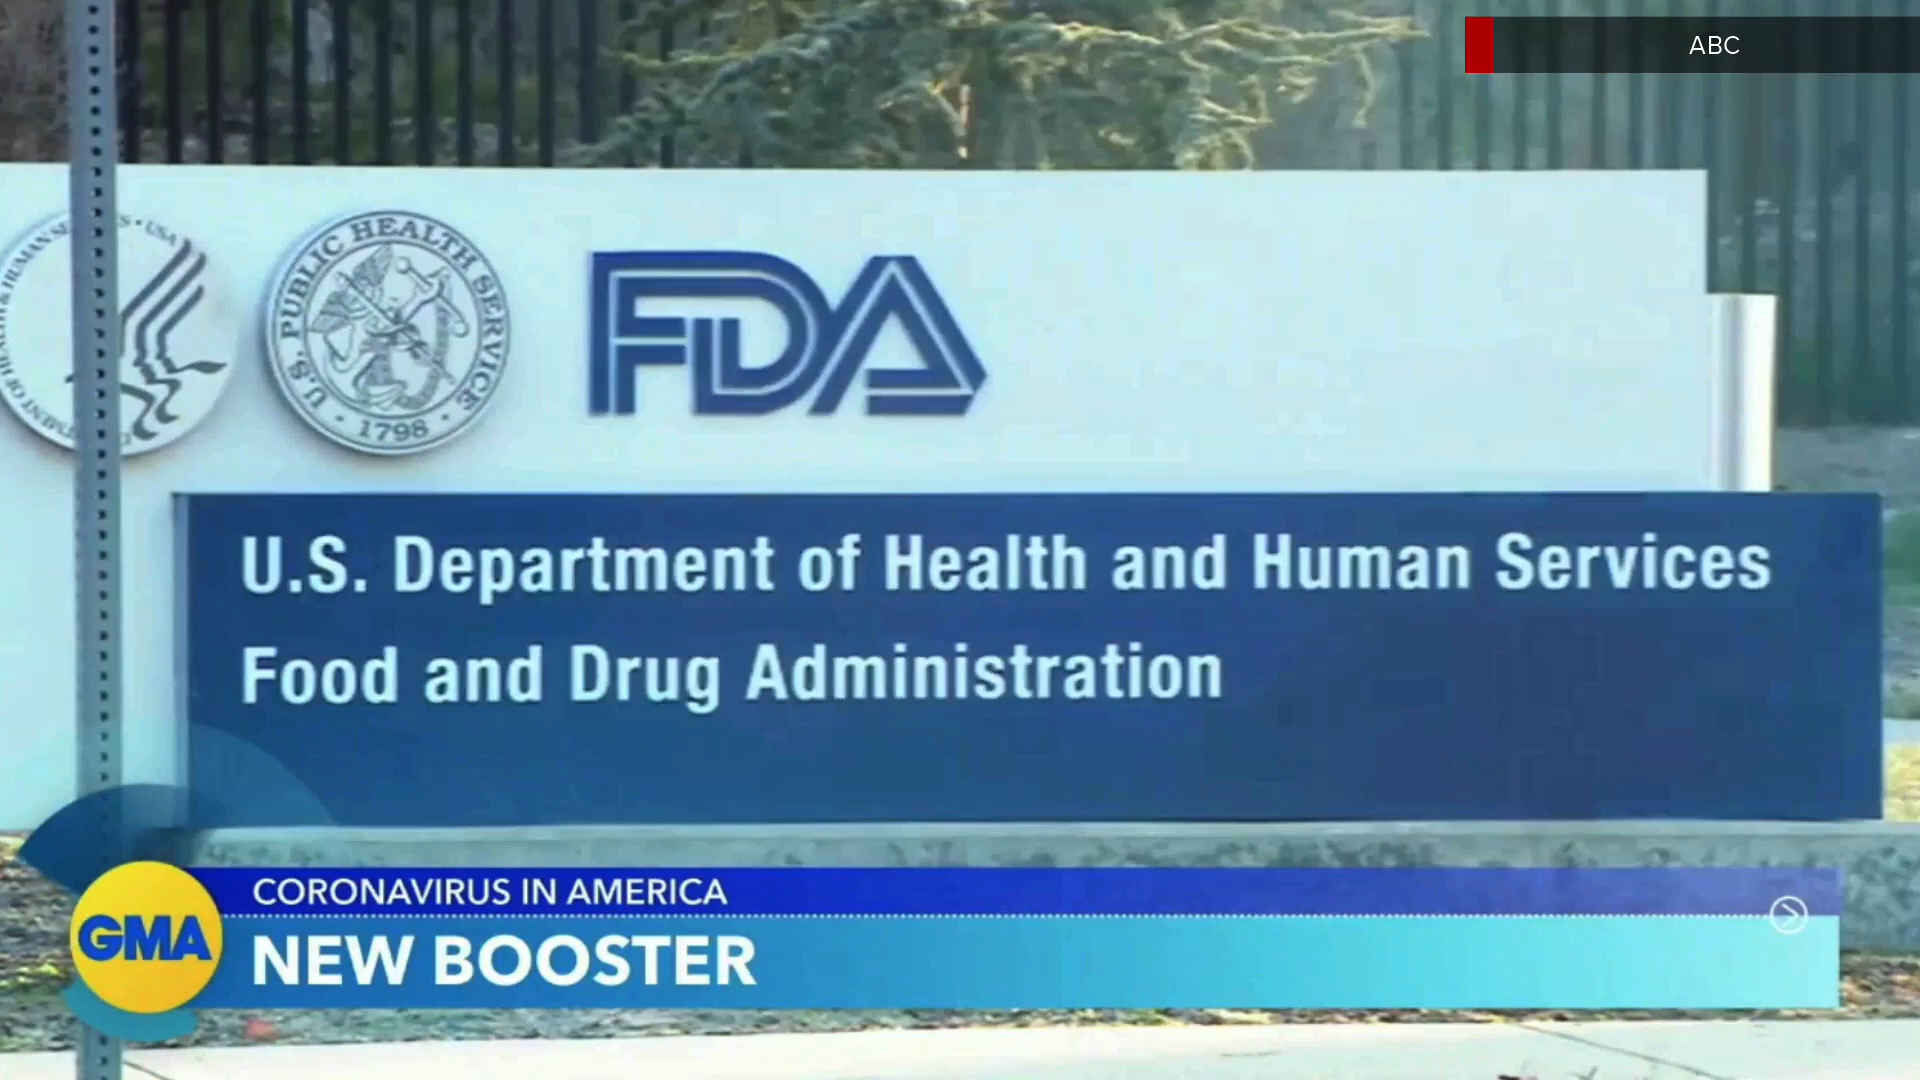 ABC
U.S. PUBLIC HEALTH SERVICE
· 1798 ·
FDA
U.S. Department of Health and Human Services
Food and Drug Administration
CORONAVIRUS IN AMERICA
GMA
NEW BOOSTER